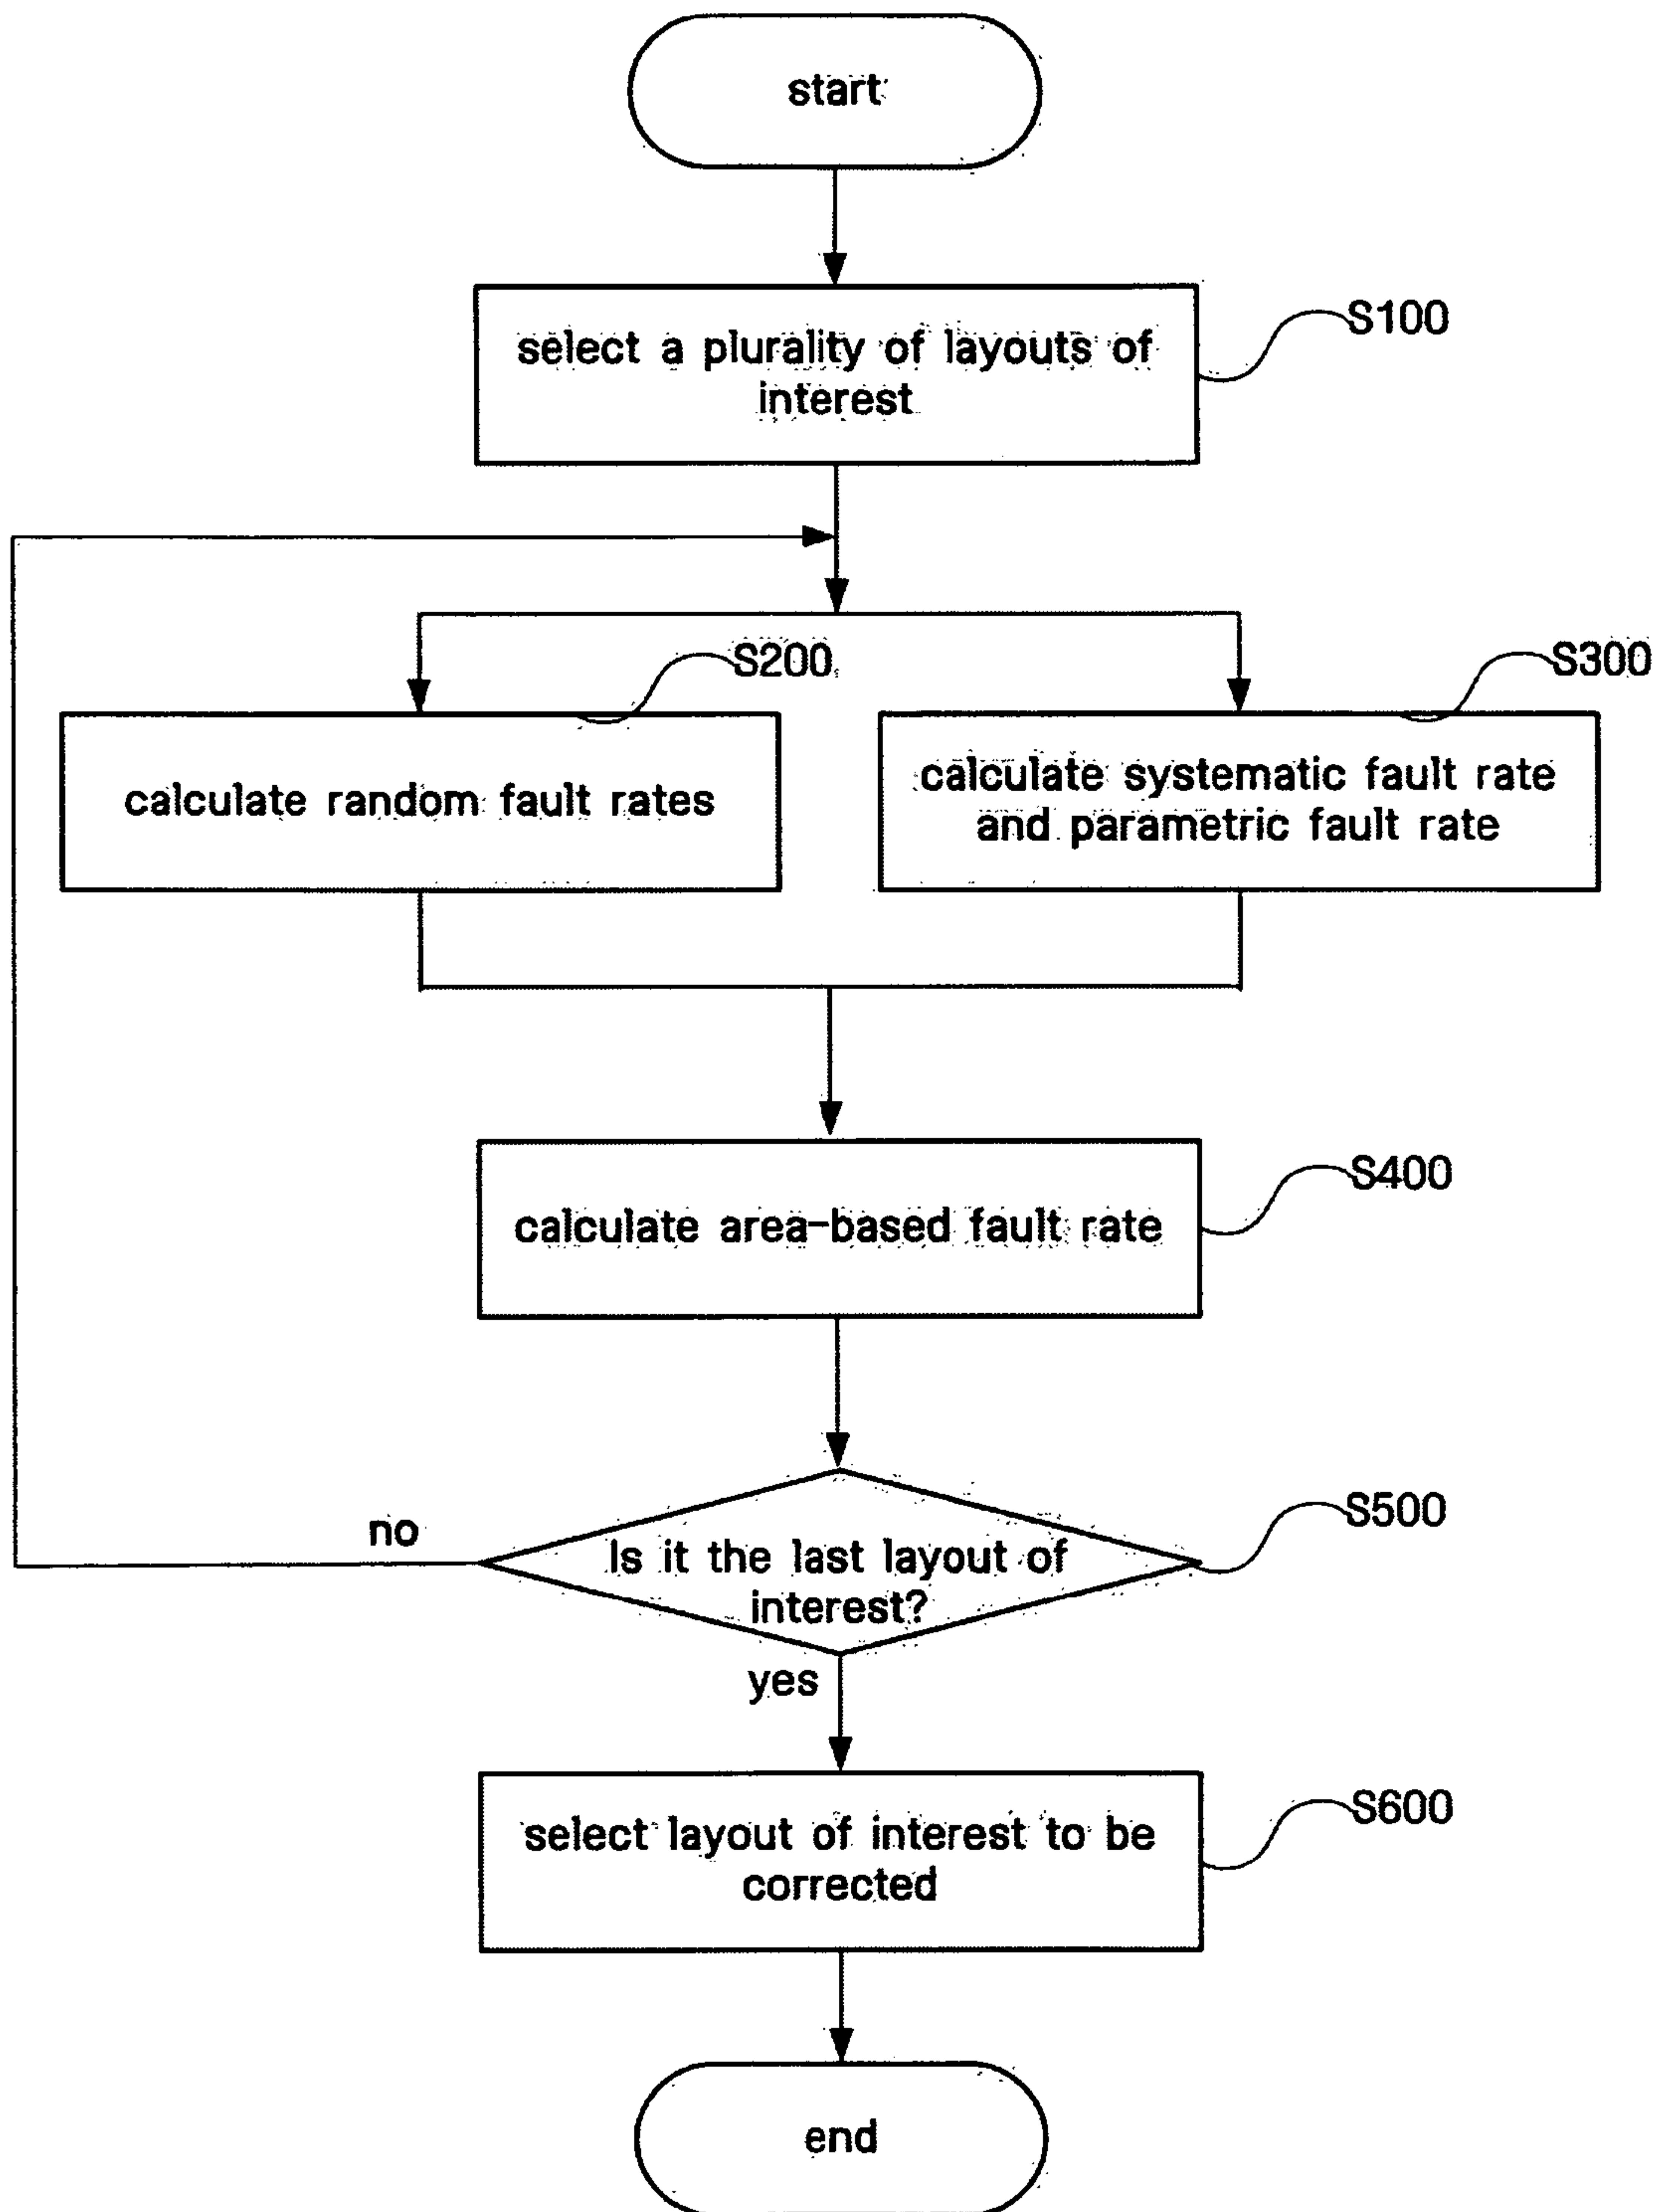 start
select a plurality of layouts of
interest
S100
S200
S300
calculate random fault rates
calculate systematic fault rate
and parametric fault rate
calculate area-based fault rate
S400
no
Is it the last layout of
interest?
S500
yes
select layout of interest to be
corrected
S600
end